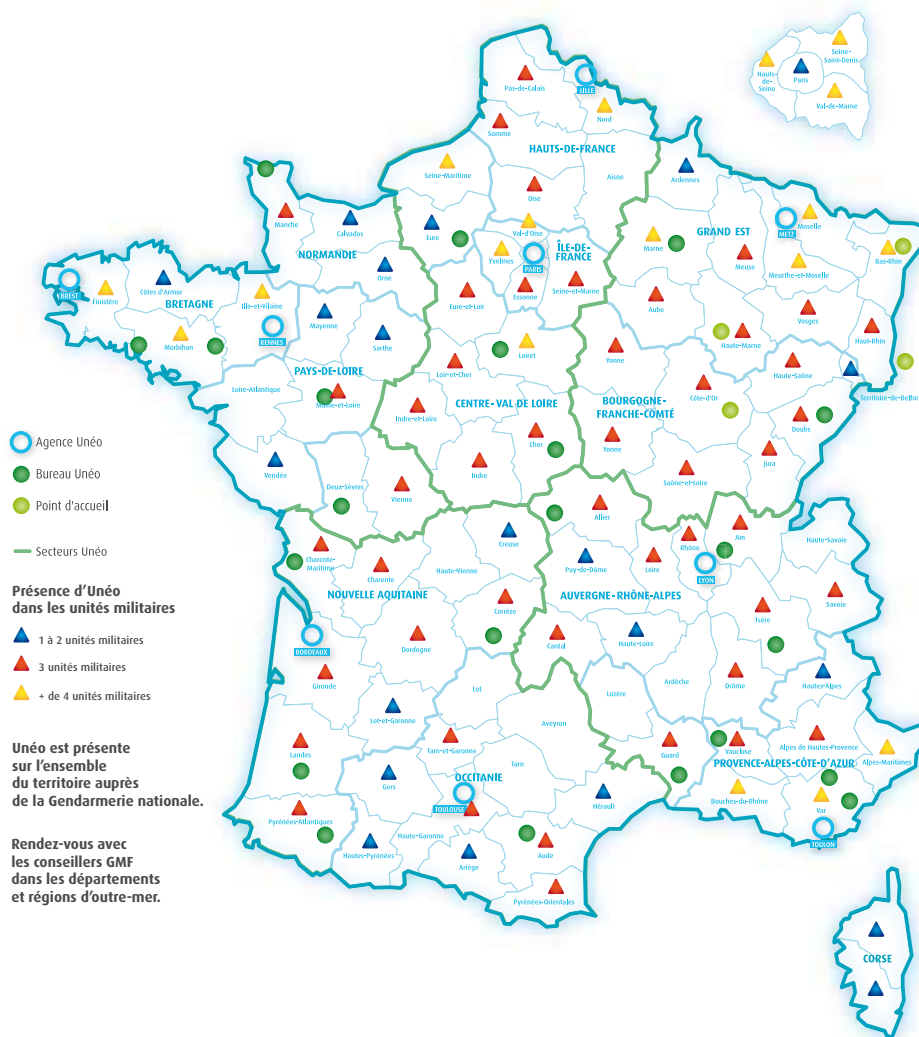 Seine-
Saint-Denis
Hauts-
de-
Seine
Paris
Val-de-Marne
LILLE
Pas-de-Calais
Nord
Somme
HAUTS-DE-FRANCE
Aisne
Oise
Seine-Maritime
Ardennes
Manche
Calvados
Eure
Val-d'Oise
NORMANDIE
Orne
Yvelines
PARIS
ÎLE-DE-
FRANCE
Essonne
Seine-et-Marne
GRAND EST
Marne
Meuse
METZ
Moselle
Meurthe-et-Moselle
Bas-Rhin
Aube
Vosges
Haute-Marne
Haut-Rhin
BREST
Finistère
Côtes d'Armor
BRETAGNE
Ille-et-Vilaine
Morbihan
RENNES
Mayenne
Sarthe
PAYS-DE-LOIRE
Loire-Atlantique
Maine-et-Loire
Vendée
Eure-et-Loir
Loiret
Loir-et-Cher
CENTRE-VAL DE LOIRE
Indre-et-Loire
Cher
Indre
Yonne
Côte-d'Or
BOURGOGNE-
FRANCHE-COMTÉ
Yonne
Haute-Saône
Territoire-de-Belfort
Doubs
Jura
Saône-et-Loire
Deux-Sèvres
Vienne
Agence Unéo
Bureau Unéo
Point d'accueil
Secteurs Unéo
Présence d'Unéo
dans les unités militaires
1 à 2 unités militaires
3 unités militaires
+ de 4 unités militaires
Unéo est présente
sur l'ensemble
du territoire auprès
de la Gendarmerie nationale.
Rendez-vous avec
les conseillers GMF
dans les départements
et régions d'outre-mer.
Charente-
Maritime
Charente
Haute-Vienne
Creuse
NOUVELLE AQUITAINE
Corrèze
Dordogne
BORDEAUX
Gironde
Lot-et-Garonne
Landes
Pyrénées-Atlantiques
Allier
Puy-de-Dôme
Loire
Rhône
LYON
Ain
Haute-Savoie
AUVERGNE-RHÔNE-ALPES
Savoie
Isère
Cantal
Haute-Loire
Ardèche
Drôme
Lot
Aveyron
Lozère
Tarn-et-Garonne
Tarn
Gers
OCCITANIE
TOULOUSE
Haute-Garonne
Hautes-Pyrénées
Ariège
Aude
Pyrénées-Orientales
Hérault
Guard
Hautes-Alpes
Vaucluse
Alpes de Hautes-Provence
Alpes-Maritimes
PROVENCE-ALPES-CÔTE-D'AZUR
Bouches-du-Rhône
Var
TOULON
CORSE